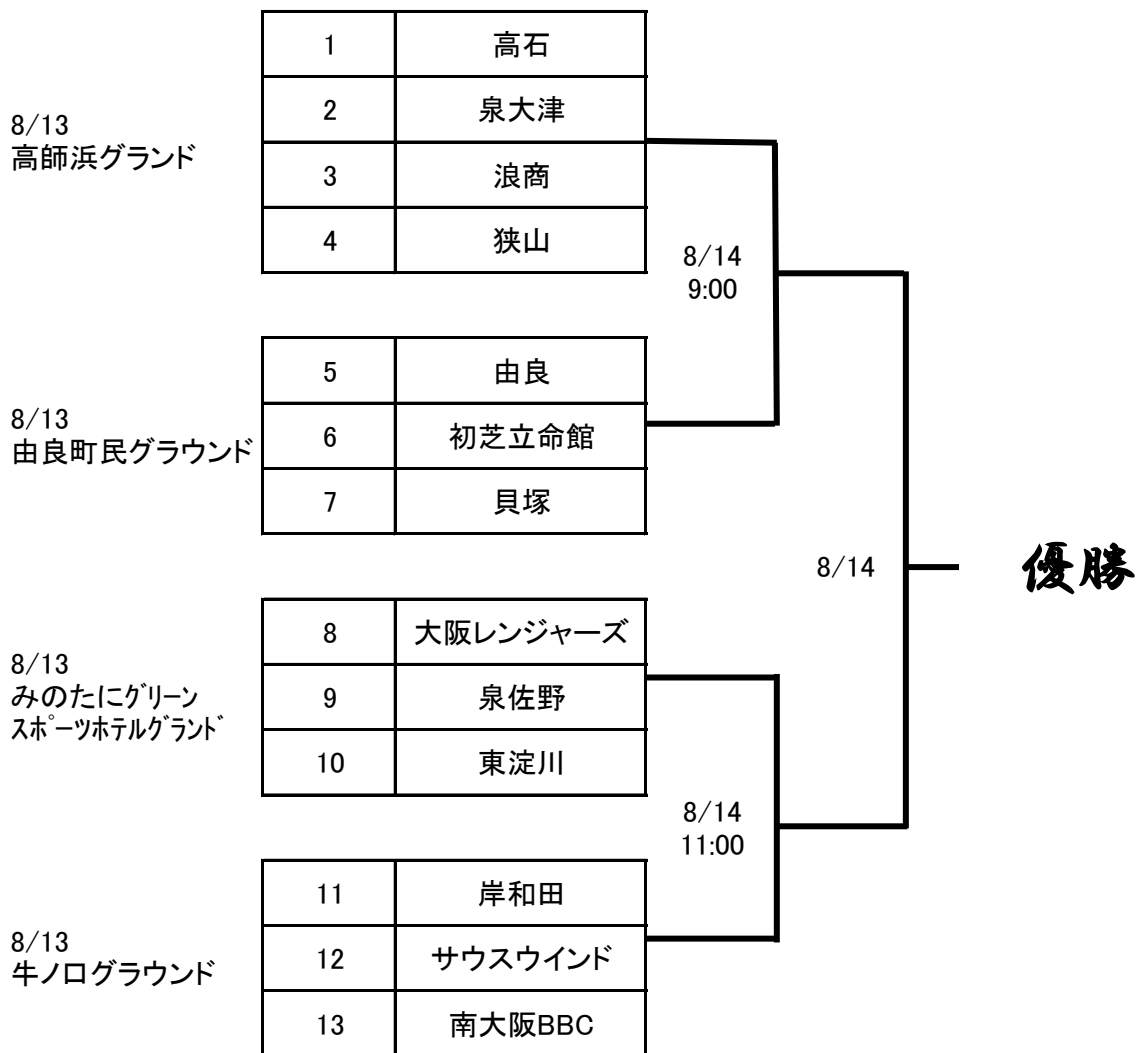 1 高石
2 泉大津
8/13
高師浜グランド
3 浪商
4 狭山
8/14
9:00
5 由良
8/13
由良町民グラウンド
6 初芝立命館
7 貝塚
8/14
優勝
8 大阪レンジャーズ
8/13
みのたにグリーン
スポーツホテルグランド
9 泉佐野
10 東淀川
8/14
11:00
11 岸和田
8/13
牛ノ口グラウンド
12 サウスウインド
13 南大阪BBC